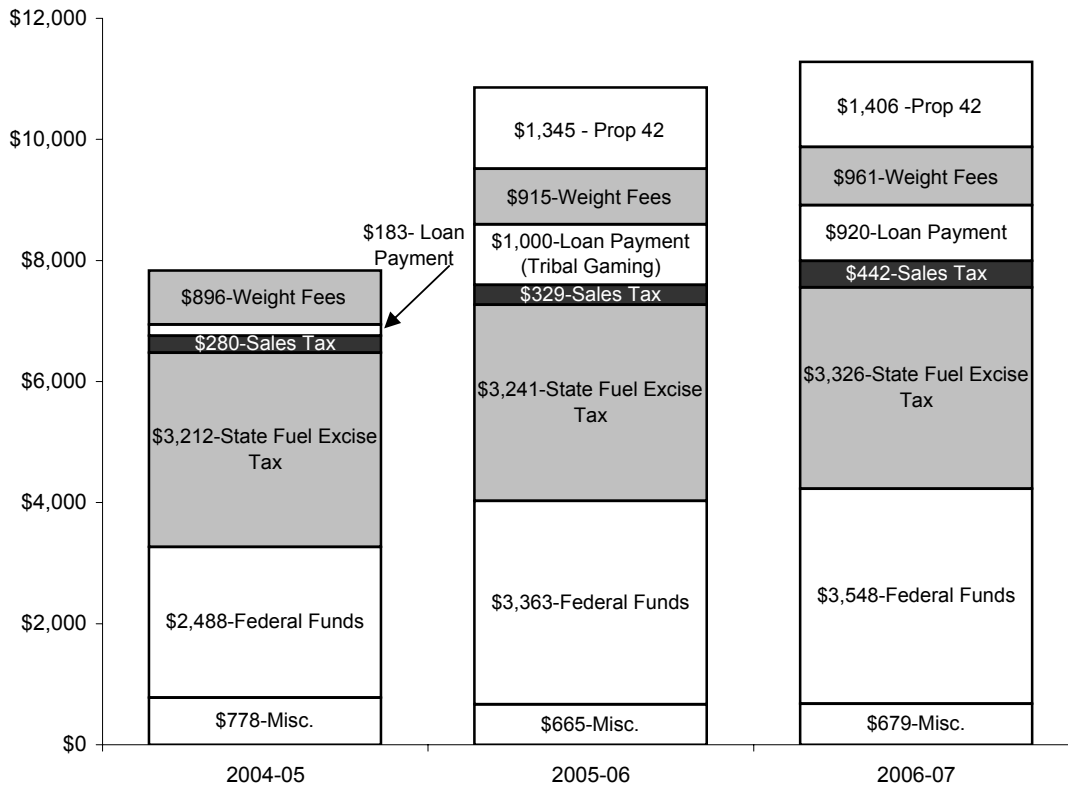 $12,000
$10,000
$8,000
$6,000
$4,000
$2,000
$0
$183- Loan
Payment
$896-Weight Fees
$280-Sales Tax
$3,212-State Fuel Excise
Tax
$2,488-Federal Funds
$778-Misc.
$1,345 - Prop 42
$915-Weight Fees
$1,000-Loan Payment
(Tribal Gaming)
$329-Sales Tax
$3,241-State Fuel Excise
Tax
$3,363-Federal Funds
$665-Misc.
$1,406 -Prop 42
$961-Weight Fees
$920-Loan Payment
$442-Sales Tax
$3,326-State Fuel Excise
Tax
$3,548-Federal Funds
$679-Misc.
2004-05
2005-06
2006-07